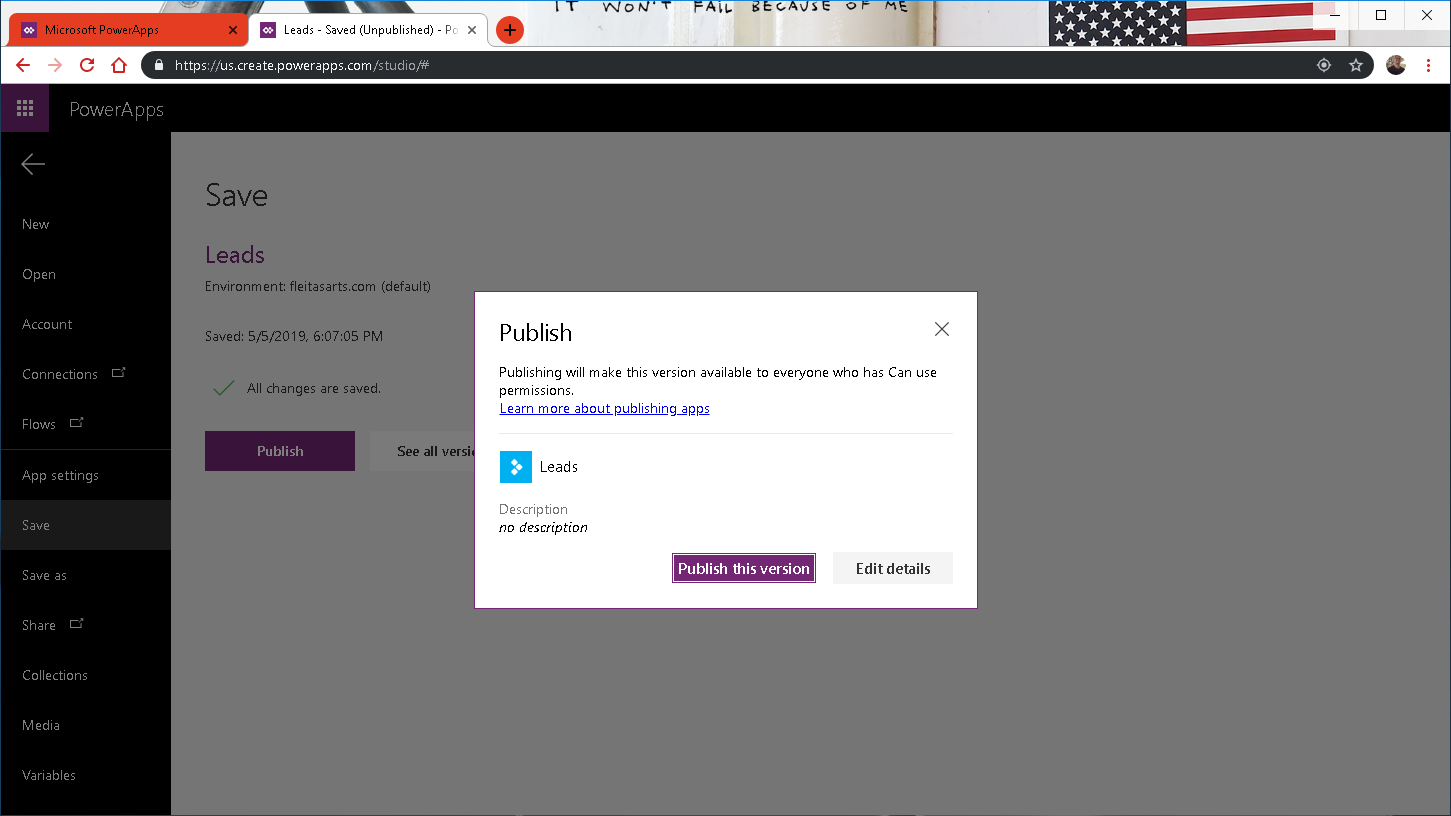 IT WON'T FAIL BECAUSE OF ME
Microsoft PowerApps
Leads - Saved (Unpublished) - Po
https://us.create.powerapps.com/studio/#
PowerApps
New
Open
Account
Connections
Flows
App settings
Save
Save as
Share
Collections
Media
Variables
Save
Leads
Environment: fleitasarts.com (default)
Saved: 5/5/2019, 6:07:05 PM
All changes are saved.
Publish
See all versio
Publish
Publishing will make this version available to everyone who has Can use
permissions.
Learn more about publishing apps
Leads
Description
no description
Publish this version
Edit details